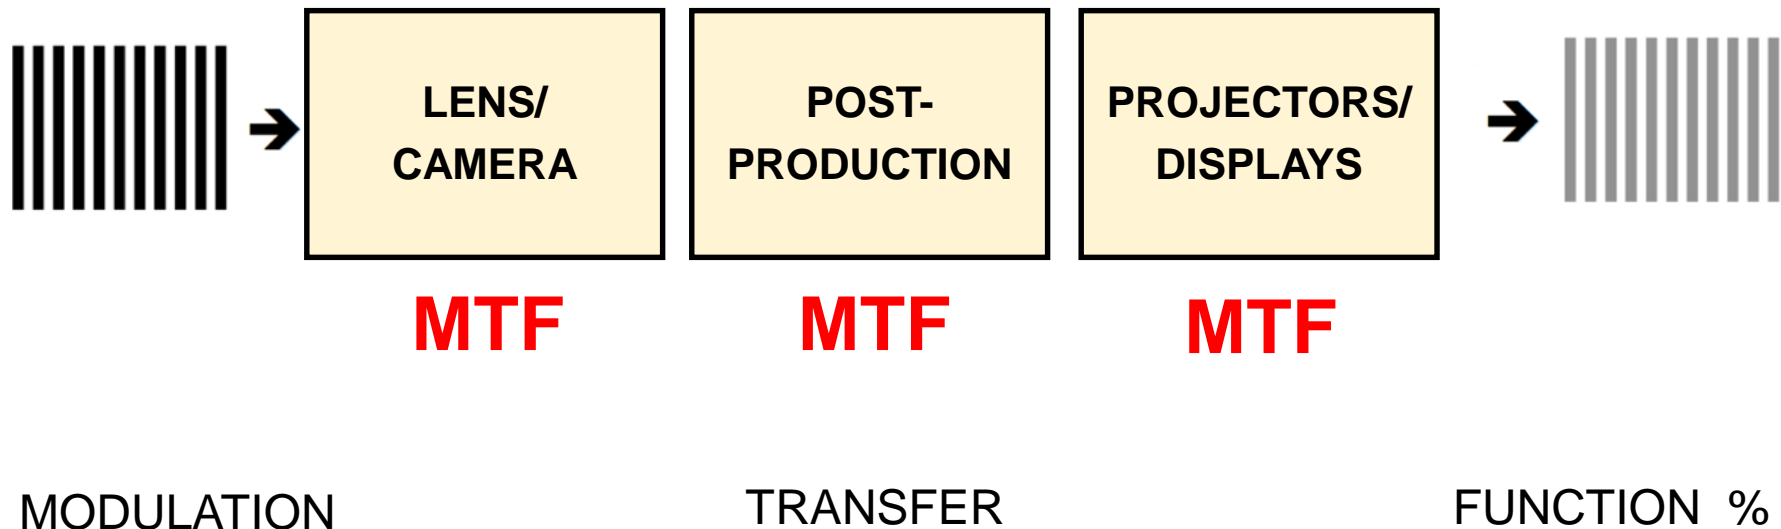 LENS/
CAMERA
POST-
PRODUCTION
PROJECTORS/
DISPLAYS
MTF
MTF
MTF
MODULATION
TRANSFER
FUNCTION %